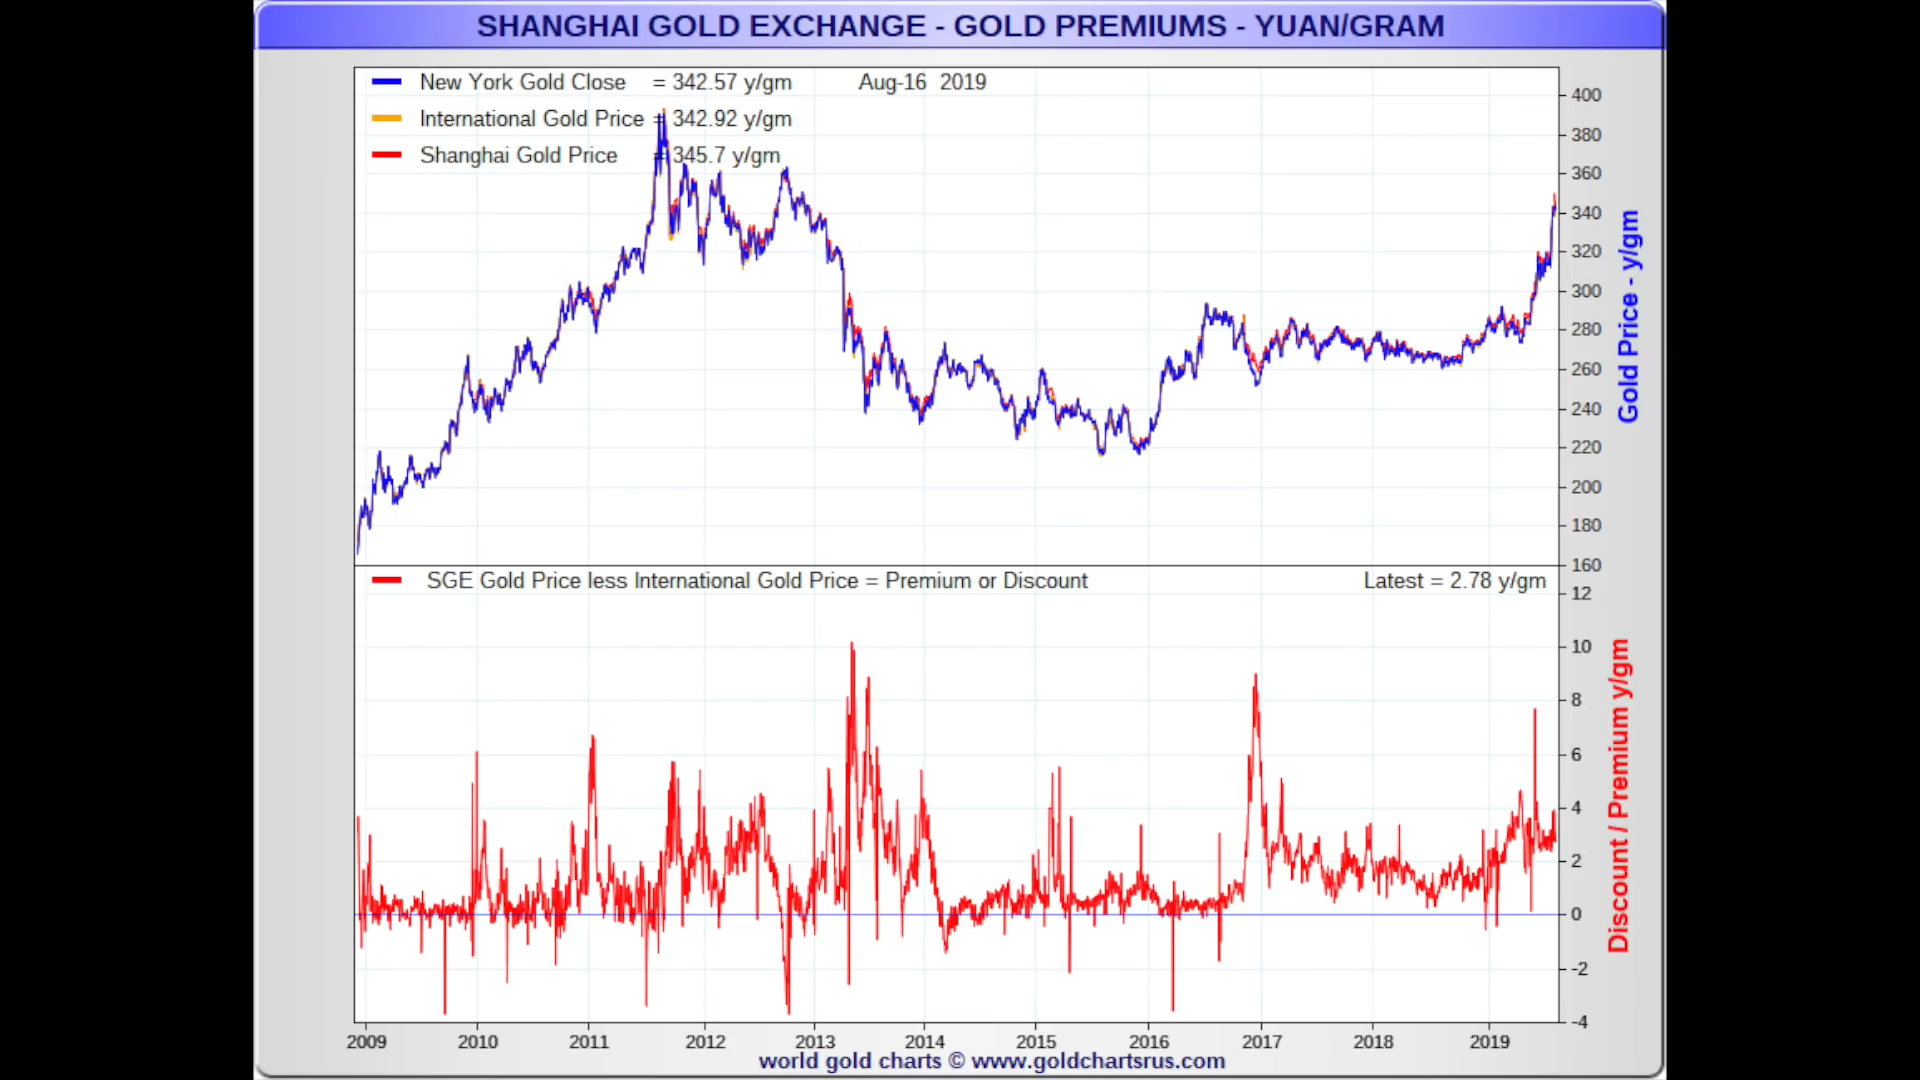 SHANGHAI GOLD EXCHANGE - GOLD PREMIUMS - YUAN/GRAM
New York Gold Close = 342.57 y/gm Aug-16 2019
International Gold Price = 342.92 y/gm
Shanghai Gold Price = 345.7 y/gm
400
380
360
340
320
300
280
260
240
220
200
180
160
Gold Price - y/gm
SGE Gold Price less International Gold Price = Premium or Discount Latest = 2.78 y/gm
12
10
8
6
4
2
0
-2
-4
Discount / Premium y/gm
2009 2010 2011 2012 2013 2014 2015 2016 2017 2018 2019
world gold charts © www.goldchartsrus.com